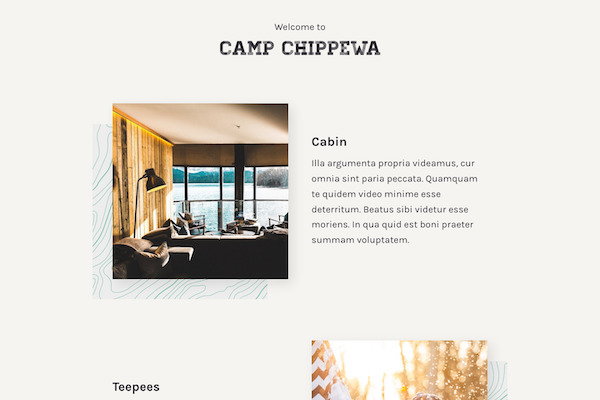 Welcome to
CAMP CHIPPEWA
Cabin
Illa argumenta propria videamus, cur
omnia sint paria peccata. Quamquam
te quidem video minime esse
deterritum. Beatus sibi videtur esse
moriens. In qua quid est boni praeter
summam voluptatem.
Teepees